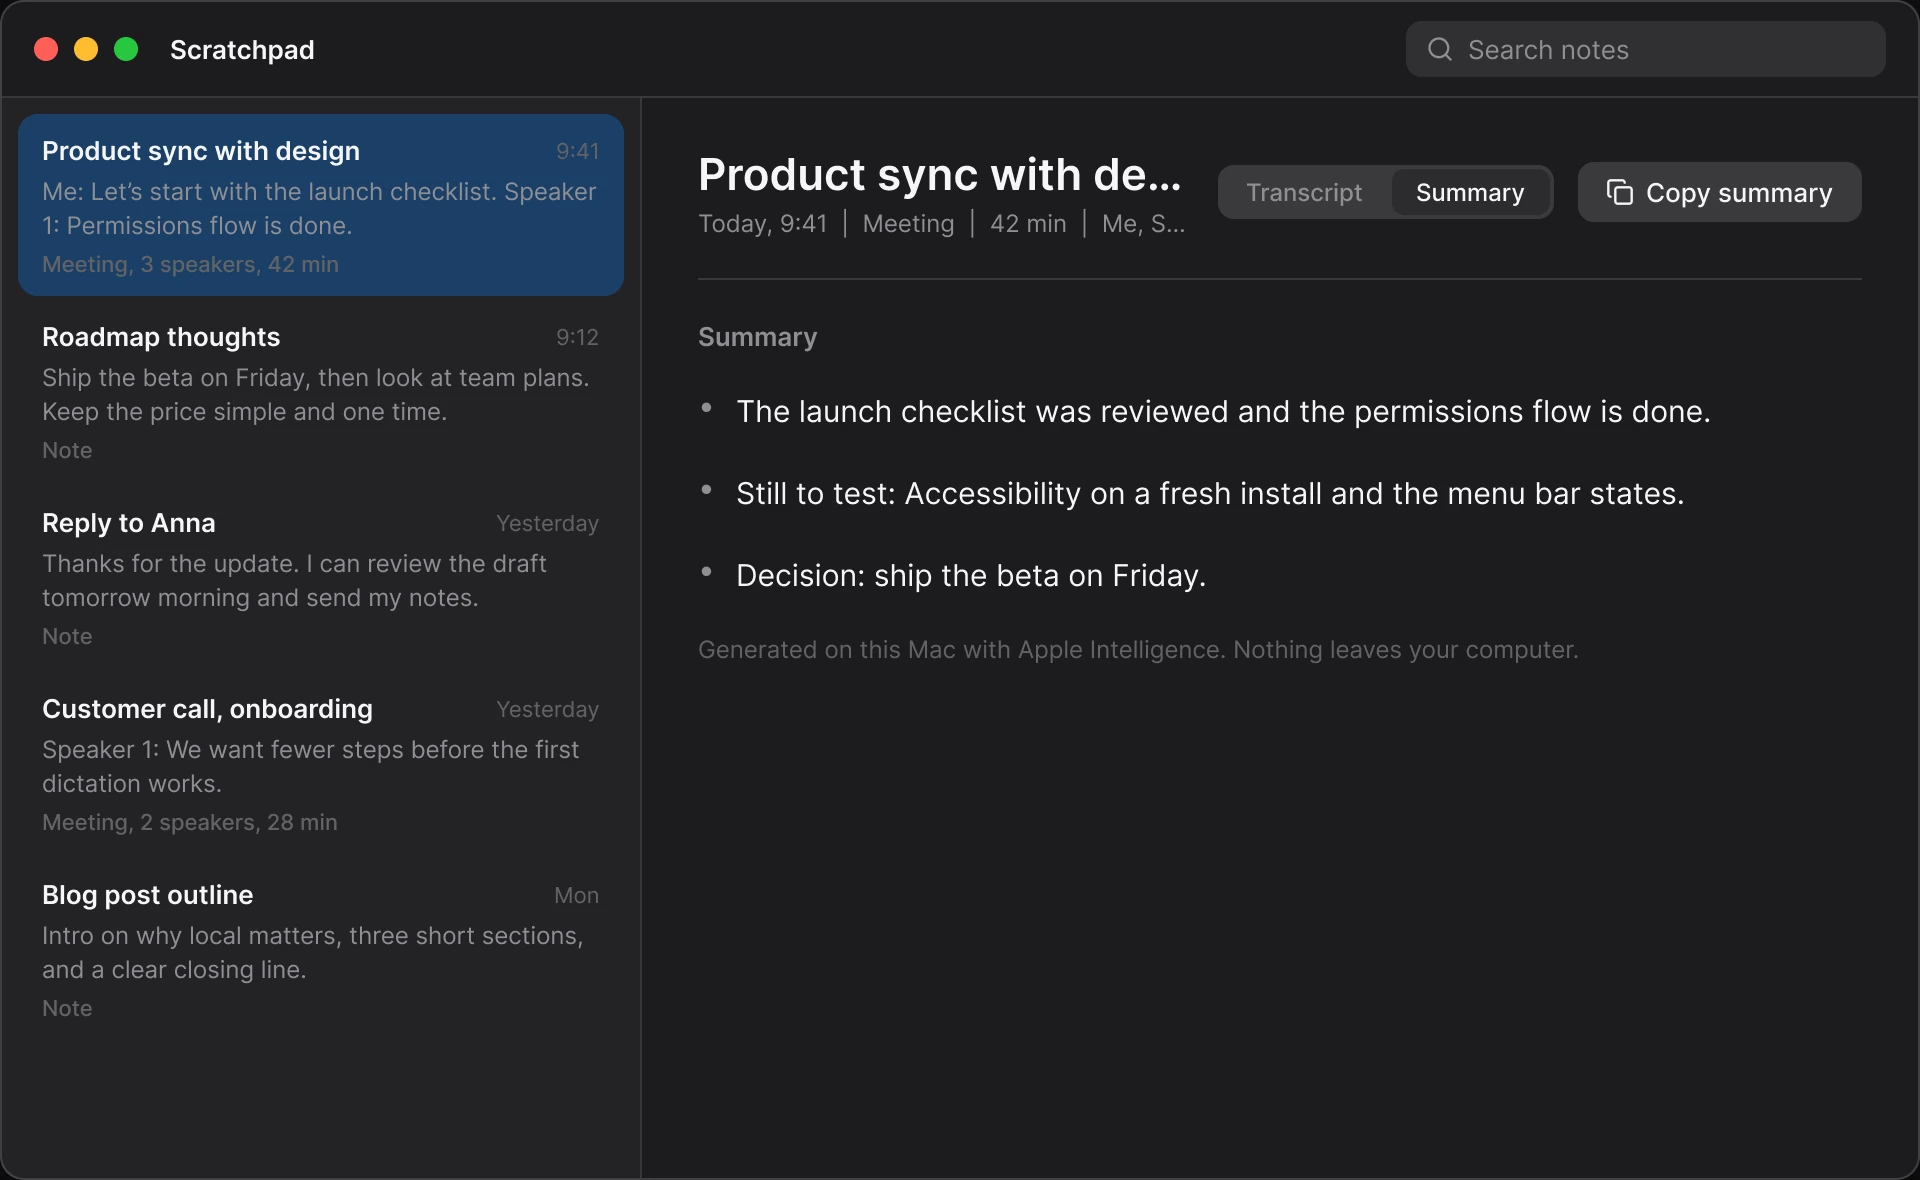 Scratchpad
Search notes
Product sync with design 9:41
Me: Let’s start with the launch checklist. Speaker
1: Permissions flow is done.
Meeting, 3 speakers, 42 min
Roadmap thoughts 9:12
Ship the beta on Friday, then look at team plans.
Keep the price simple and one time.
Note
Reply to Anna Yesterday
Thanks for the update. I can review the draft
tomorrow morning and send my notes.
Note
Customer call, onboarding Yesterday
Speaker 1: We want fewer steps before the first
dictation works.
Meeting, 2 speakers, 28 min
Blog post outline Mon
Intro on why local matters, three short sections,
and a clear closing line.
Note
Product sync with de...
Today, 9:41 | Meeting | 42 min | Me, S...
Transcript Summary Copy summary
Summary
• The launch checklist was reviewed and the permissions flow is done.
• Still to test: Accessibility on a fresh install and the menu bar states.
• Decision: ship the beta on Friday.
Generated on this Mac with Apple Intelligence. Nothing leaves your computer.